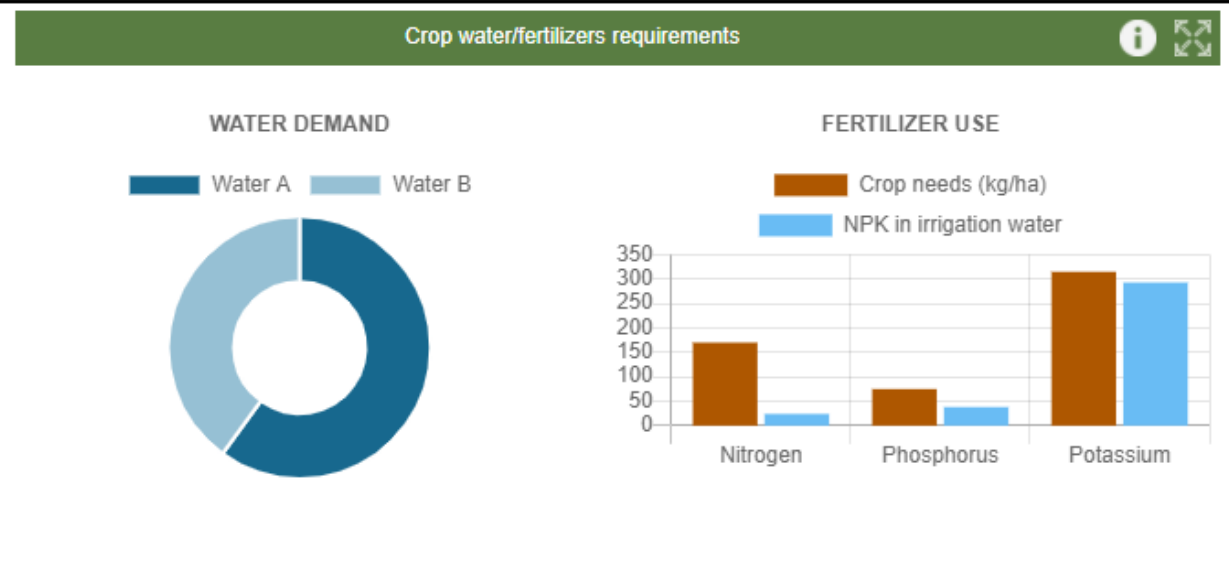 Crop water/fertilizers requirements
WATER DEMAND
Water A
Water B
FERTILIZER USE
Crop needs (kg/ha)
NPK in irrigation water
350
300
250
200
150
100
50
0
Nitrogen
Phosphorus
Potassium